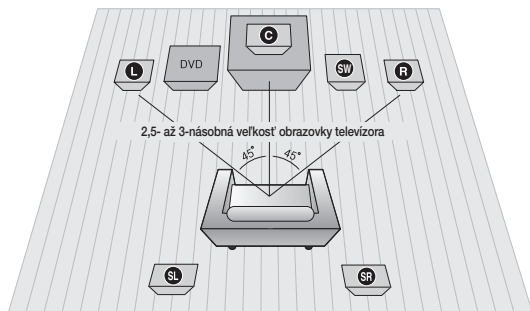 C
L
DVD
SW
R
2,5- až 3-násobná veľkosť obrazovky televízora
45˚
45˚
SL
SR